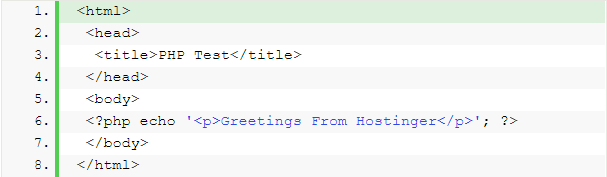 1. <html>
2.  <head>
3.   <title>PHP Test</title>
4.  </head>
5.  <body>
6.  <?php echo '<p>Greetings From Hostinger</p>'; ?>
7.  </body>
8. </html>